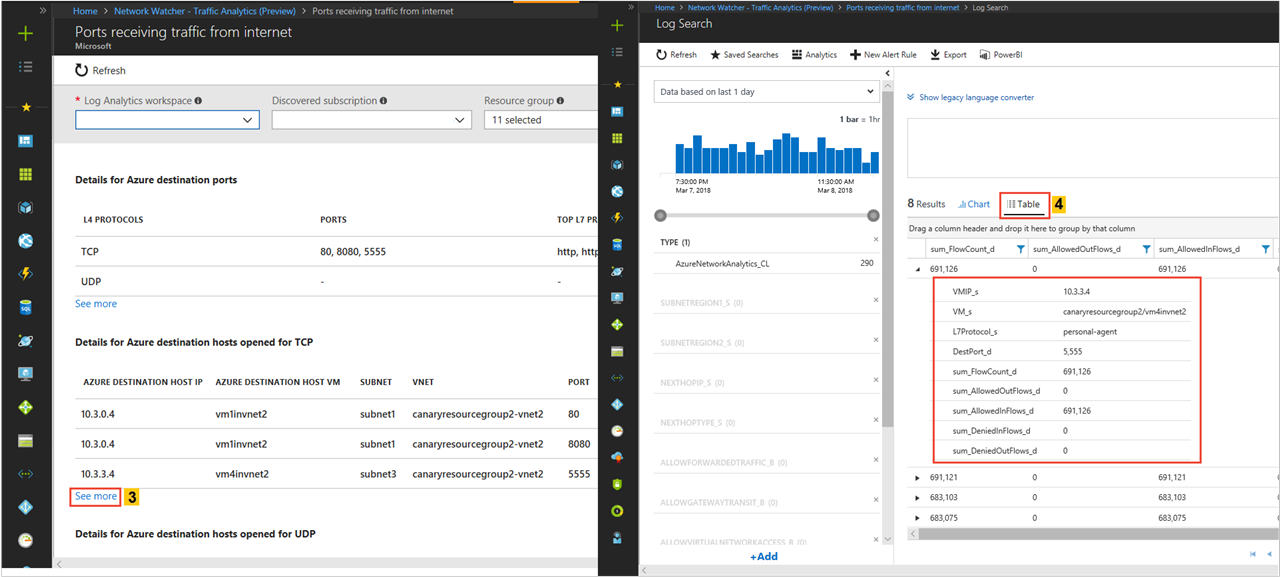 Home > Network Watcher - Traffic Analytics (Preview) > Ports receiving traffic from internet
Ports receiving traffic from internet
Microsoft
Refresh
* Log Analytics workspace
Discovered subscription
Resource group
11 selected
Details for Azure destination ports
L4 PROTOCOLS PORTS TOP L7 PR
TCP 80, 8080, 5555 http, http
UDP - -
See more
Details for Azure destination hosts opened for TCP
AZURE DESTINATION HOST IP AZURE DESTINATION HOST VM SUBNET VNET PORT
10.3.0.4 vm1invnet2 subnet1 canaryresourcegroup2-vnet2 80
10.3.0.4 vm1invnet2 subnet1 canaryresourcegroup2-vnet2 8080
10.3.3.4 vm4invnet2 subnet3 canaryresourcegroup2-vnet2 5555
See more 3
Details for Azure destination hosts opened for UDP
Home > Network Watcher - Traffic Analytics (Preview) > Ports receiving traffic from internet > Log Search
Log Search
Refresh Saved Searches Analytics New Alert Rule Export PowerBI
Data based on last 1 day
1 bar = 1hr
7:30:00 PM 11:30:00 AM
Mar 7, 2018 Mar 8, 2018
TYPE (1)
AzureNetworkAnalytics_CL 290
SUBNETREGION1_S (0)
SUBNETREGION2_S (0)
NEXTHOPIP_S (0)
NEXTHOPTYPE_S (0)
ALLOWFORWARDEDTRAFFIC_B (0)
ALLOWGATEWAYTRANSIT_B (0)
ALLOWVIRTUALNETWORKACCESS_B (0)
+Add
Show legacy language converter
8 Results Chart Table 4
Drag a column header and drop it here to group by that column
sum_FlowCount_d sum_AllowedOutFlows_d sum_AllowedInFlows_d
691,126 0 691,126
VMIP_s 10.3.3.4
VM_s canaryresourcegroup2/vm4invnet2
L7Protocol_s personal-agent
DestPort_d 5,555
sum_FlowCount_d 691,126
sum_AllowedOutFlows_d 0
sum_AllowedInFlows_d 691,126
sum_DeniedInFlows_d 0
sum_DeniedOutFlows_d 0
691,121 0 691,121
683,103 0 683,103
683,075 0 683,075